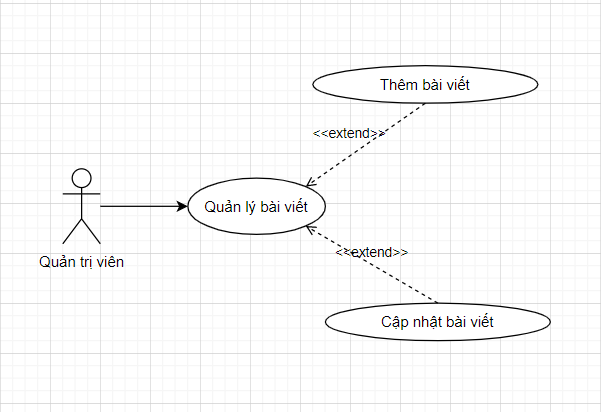 Thêm bài viết
<<extend>>
Quản lý bài viết
Quản trị viên
<<extend>>
Cập nhật bài viết